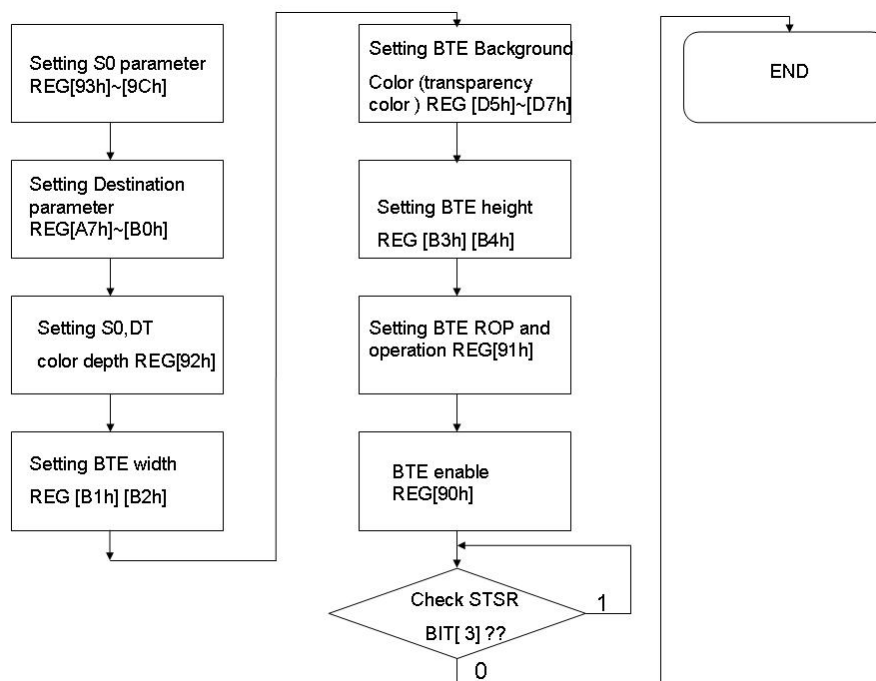 Setting S0 parameter
REG[93h]~[9Ch]
Setting Destination
parameter
REG[A7h]~[B0h]
Setting S0,DT
color depth REG[92h]
Setting BTE width
REG [B1h] [B2h]
Setting BTE Background
Color (transparency
color ) REG [D5h]~[D7h]
Setting BTE height
REG [B3h] [B4h]
Setting BTE ROP and
operation REG[91h]
BTE enable
REG[90h]
Check STSR
BIT[ 3] ??
1
0
END